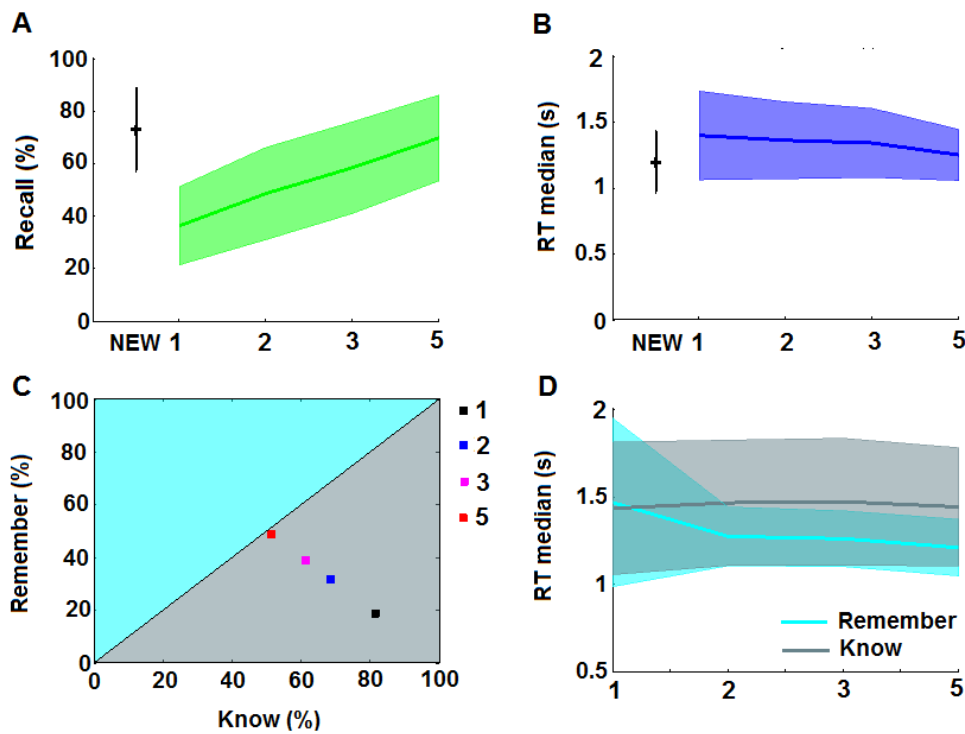 A
100
80
60
40
20
0
Recall (%)
NEW 1 2 3 5
B
2
1.5
1
0.5
0
RT median (s)
NEW 1 2 3 5
C
100
80
60
40
20
0
Remember (%)
0 20 40 60 80 100
Know (%)
1
2
3
5
D
2
1.5
1
0.5
RT median (s)
Remember
Know
1 2 3 5